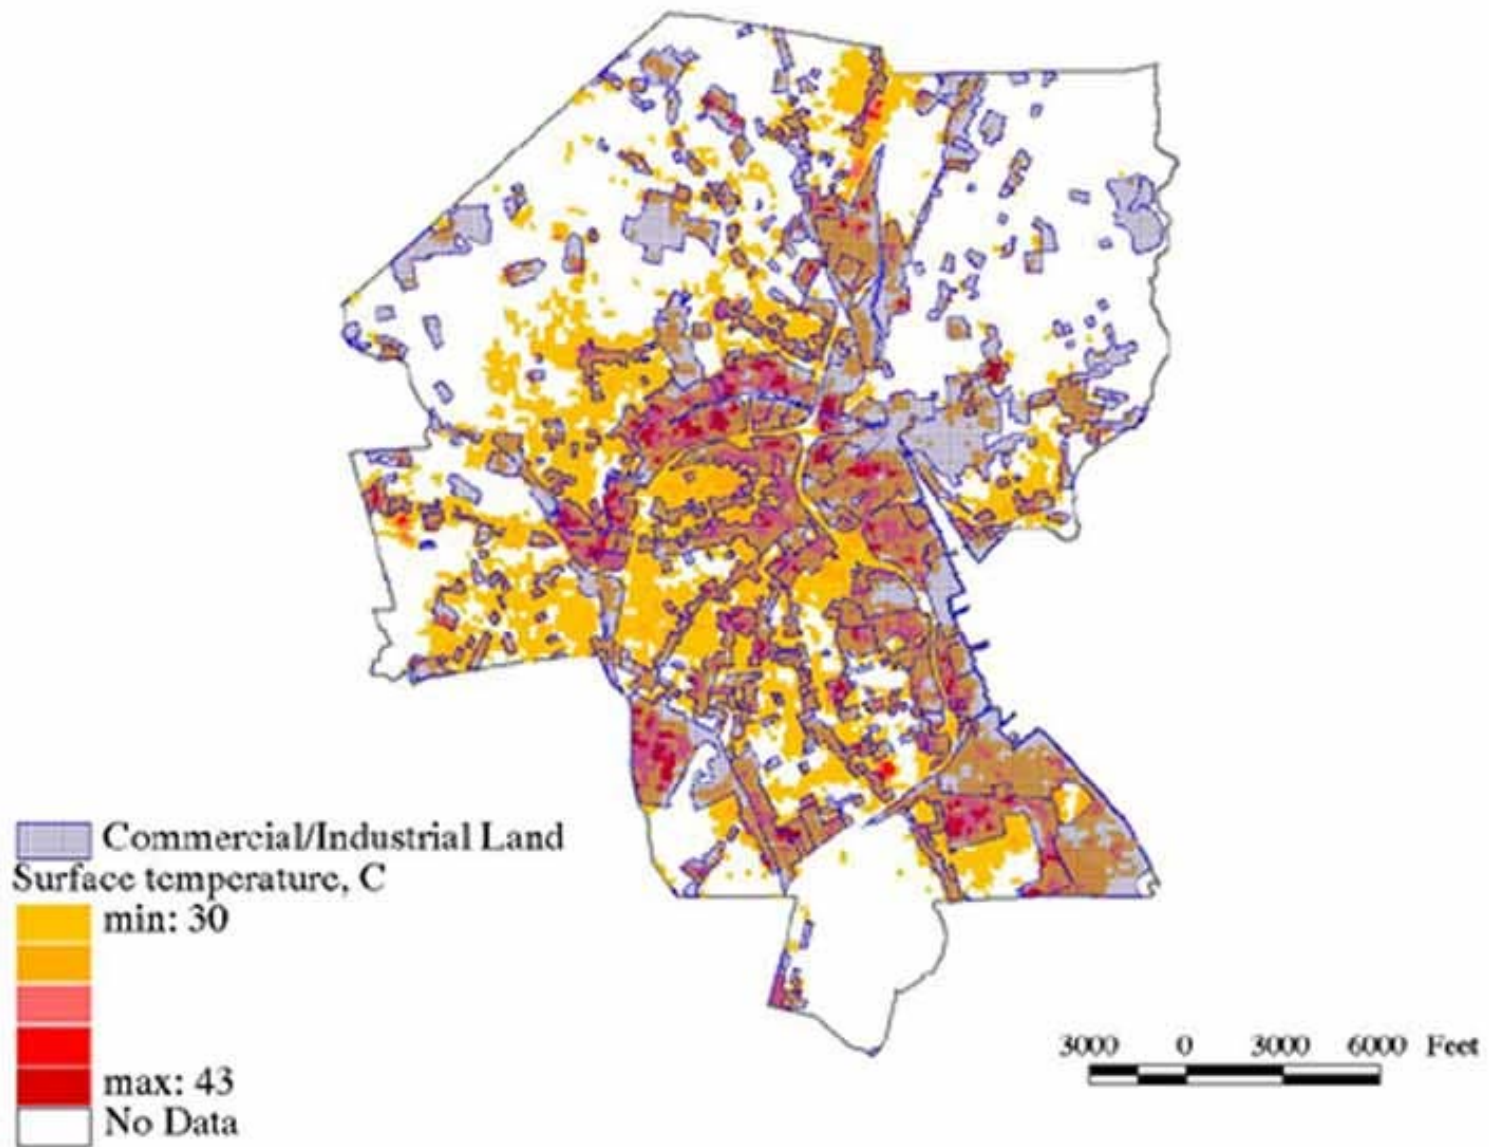 Commercial/Industrial Land
Surface temperature, C
min: 30
max: 43
No Data
3000 0 3000 6000 Feet